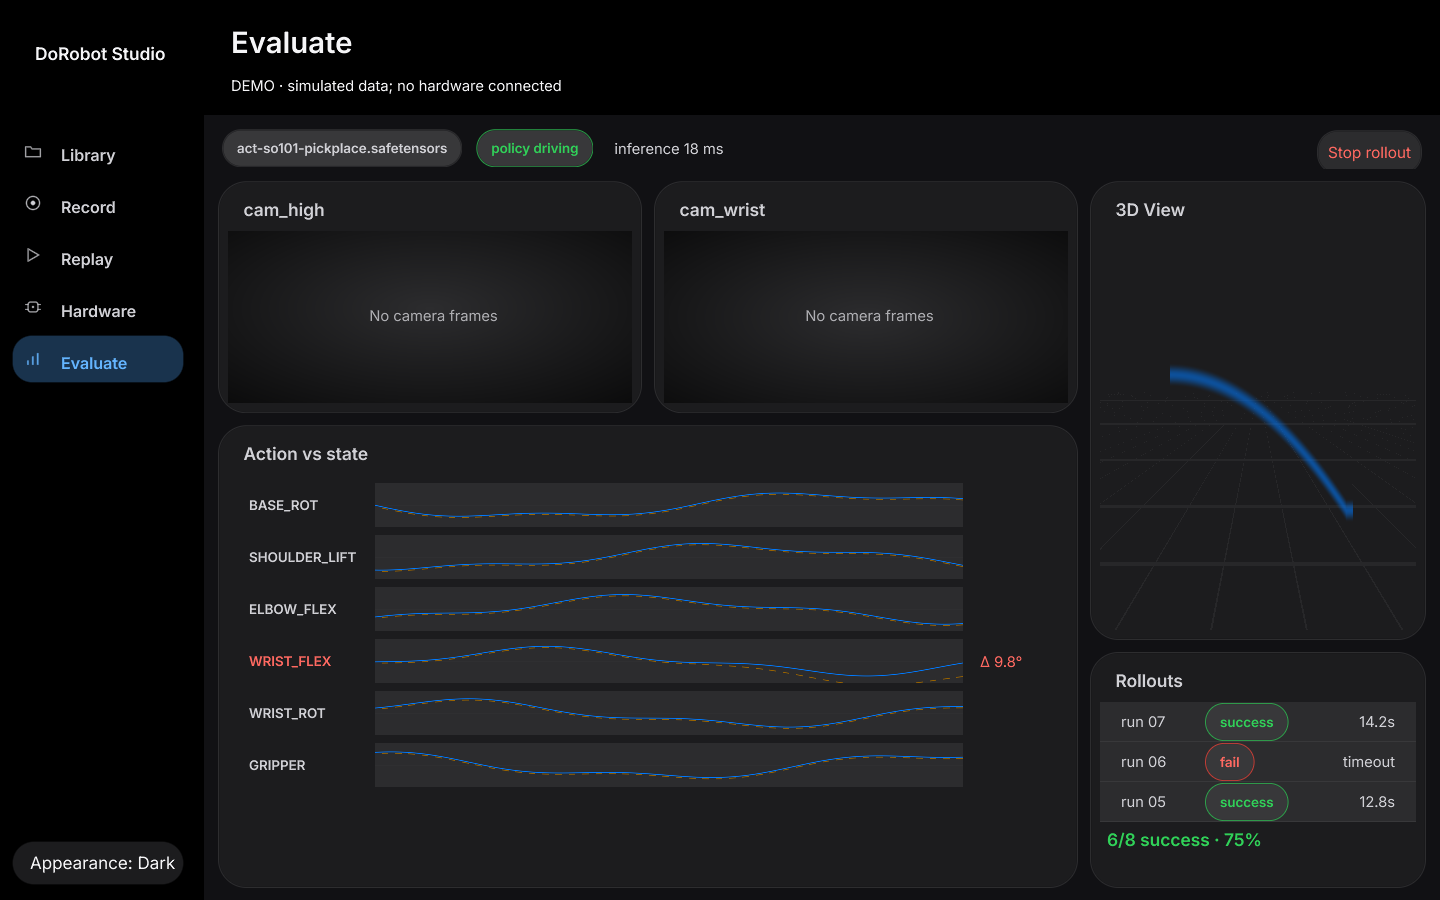 DoRobot Studio
Library
Record
Replay
Hardware
Evaluate
Appearance: Dark
Evaluate
DEMO · simulated data; no hardware connected
act-so101-pickplace.safetensors
policy driving
inference 18 ms
Stop rollout
cam_high
No camera frames
cam_wrist
No camera frames
3D View
Action vs state
BASE_ROT
SHOULDER_LIFT
ELBOW_FLEX
WRIST_FLEX
Δ 9.8°
WRIST_ROT
GRIPPER
Rollouts
run 07 success 14.2s
run 06 fail timeout
run 05 success 12.8s
6/8 success · 75%